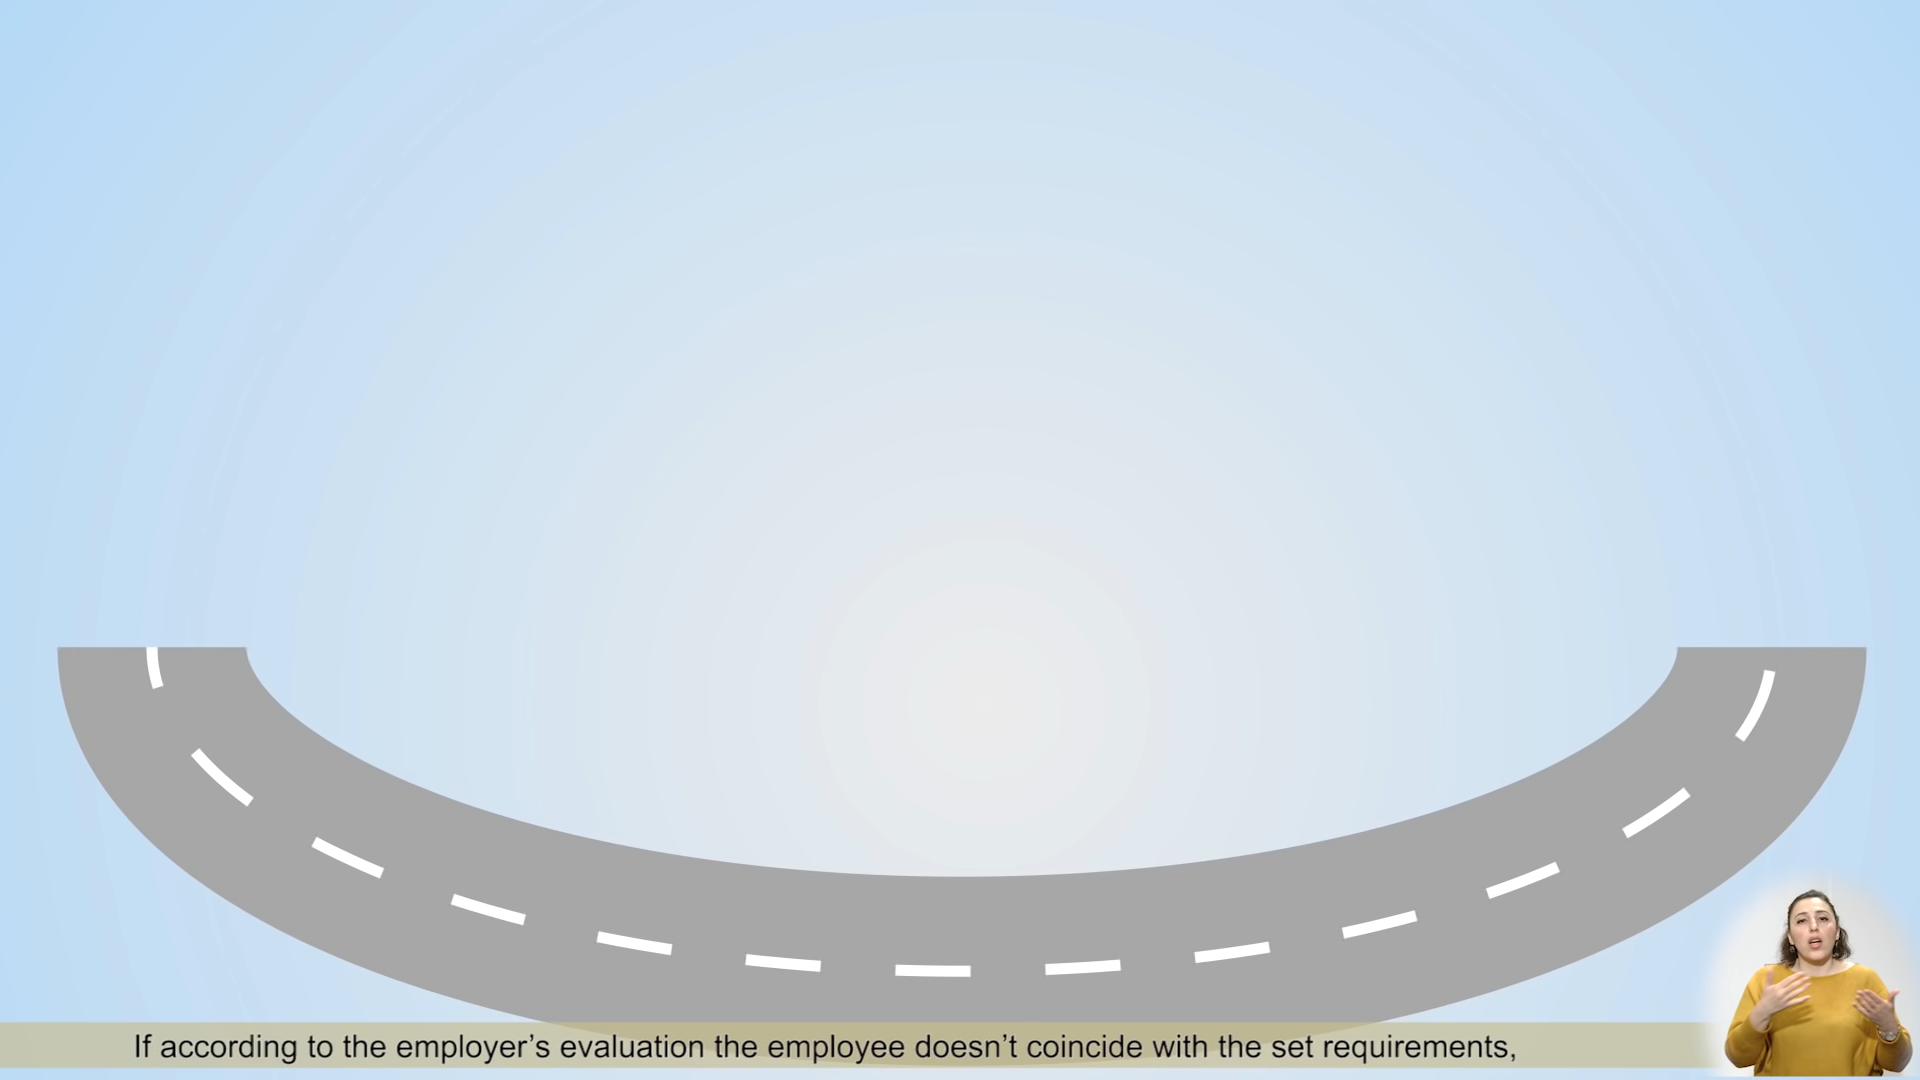 If according to the employer’s evaluation the employee doesn’t coincide with the set requirements,